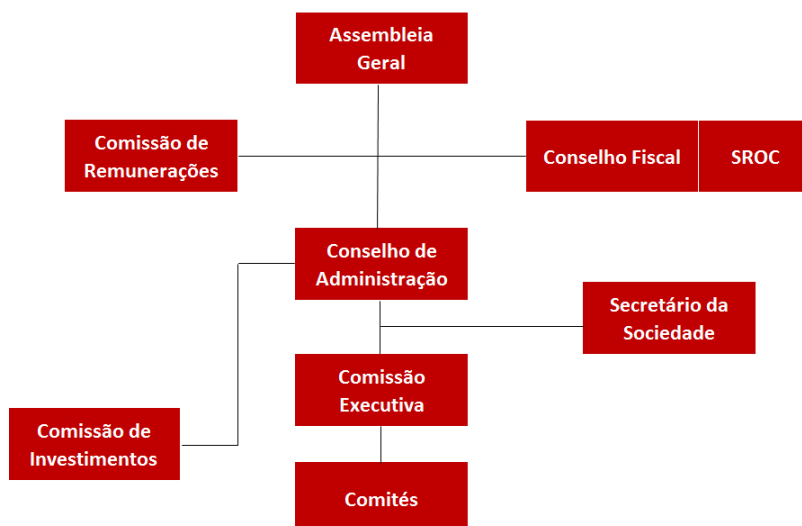 Assembleia
Geral
Comissão de
Remunerações
Conselho Fiscal
SROC
Conselho de
Administração
Secretário da
Sociedade
Comissão
Executiva
Comissão de
Investimentos
Comités